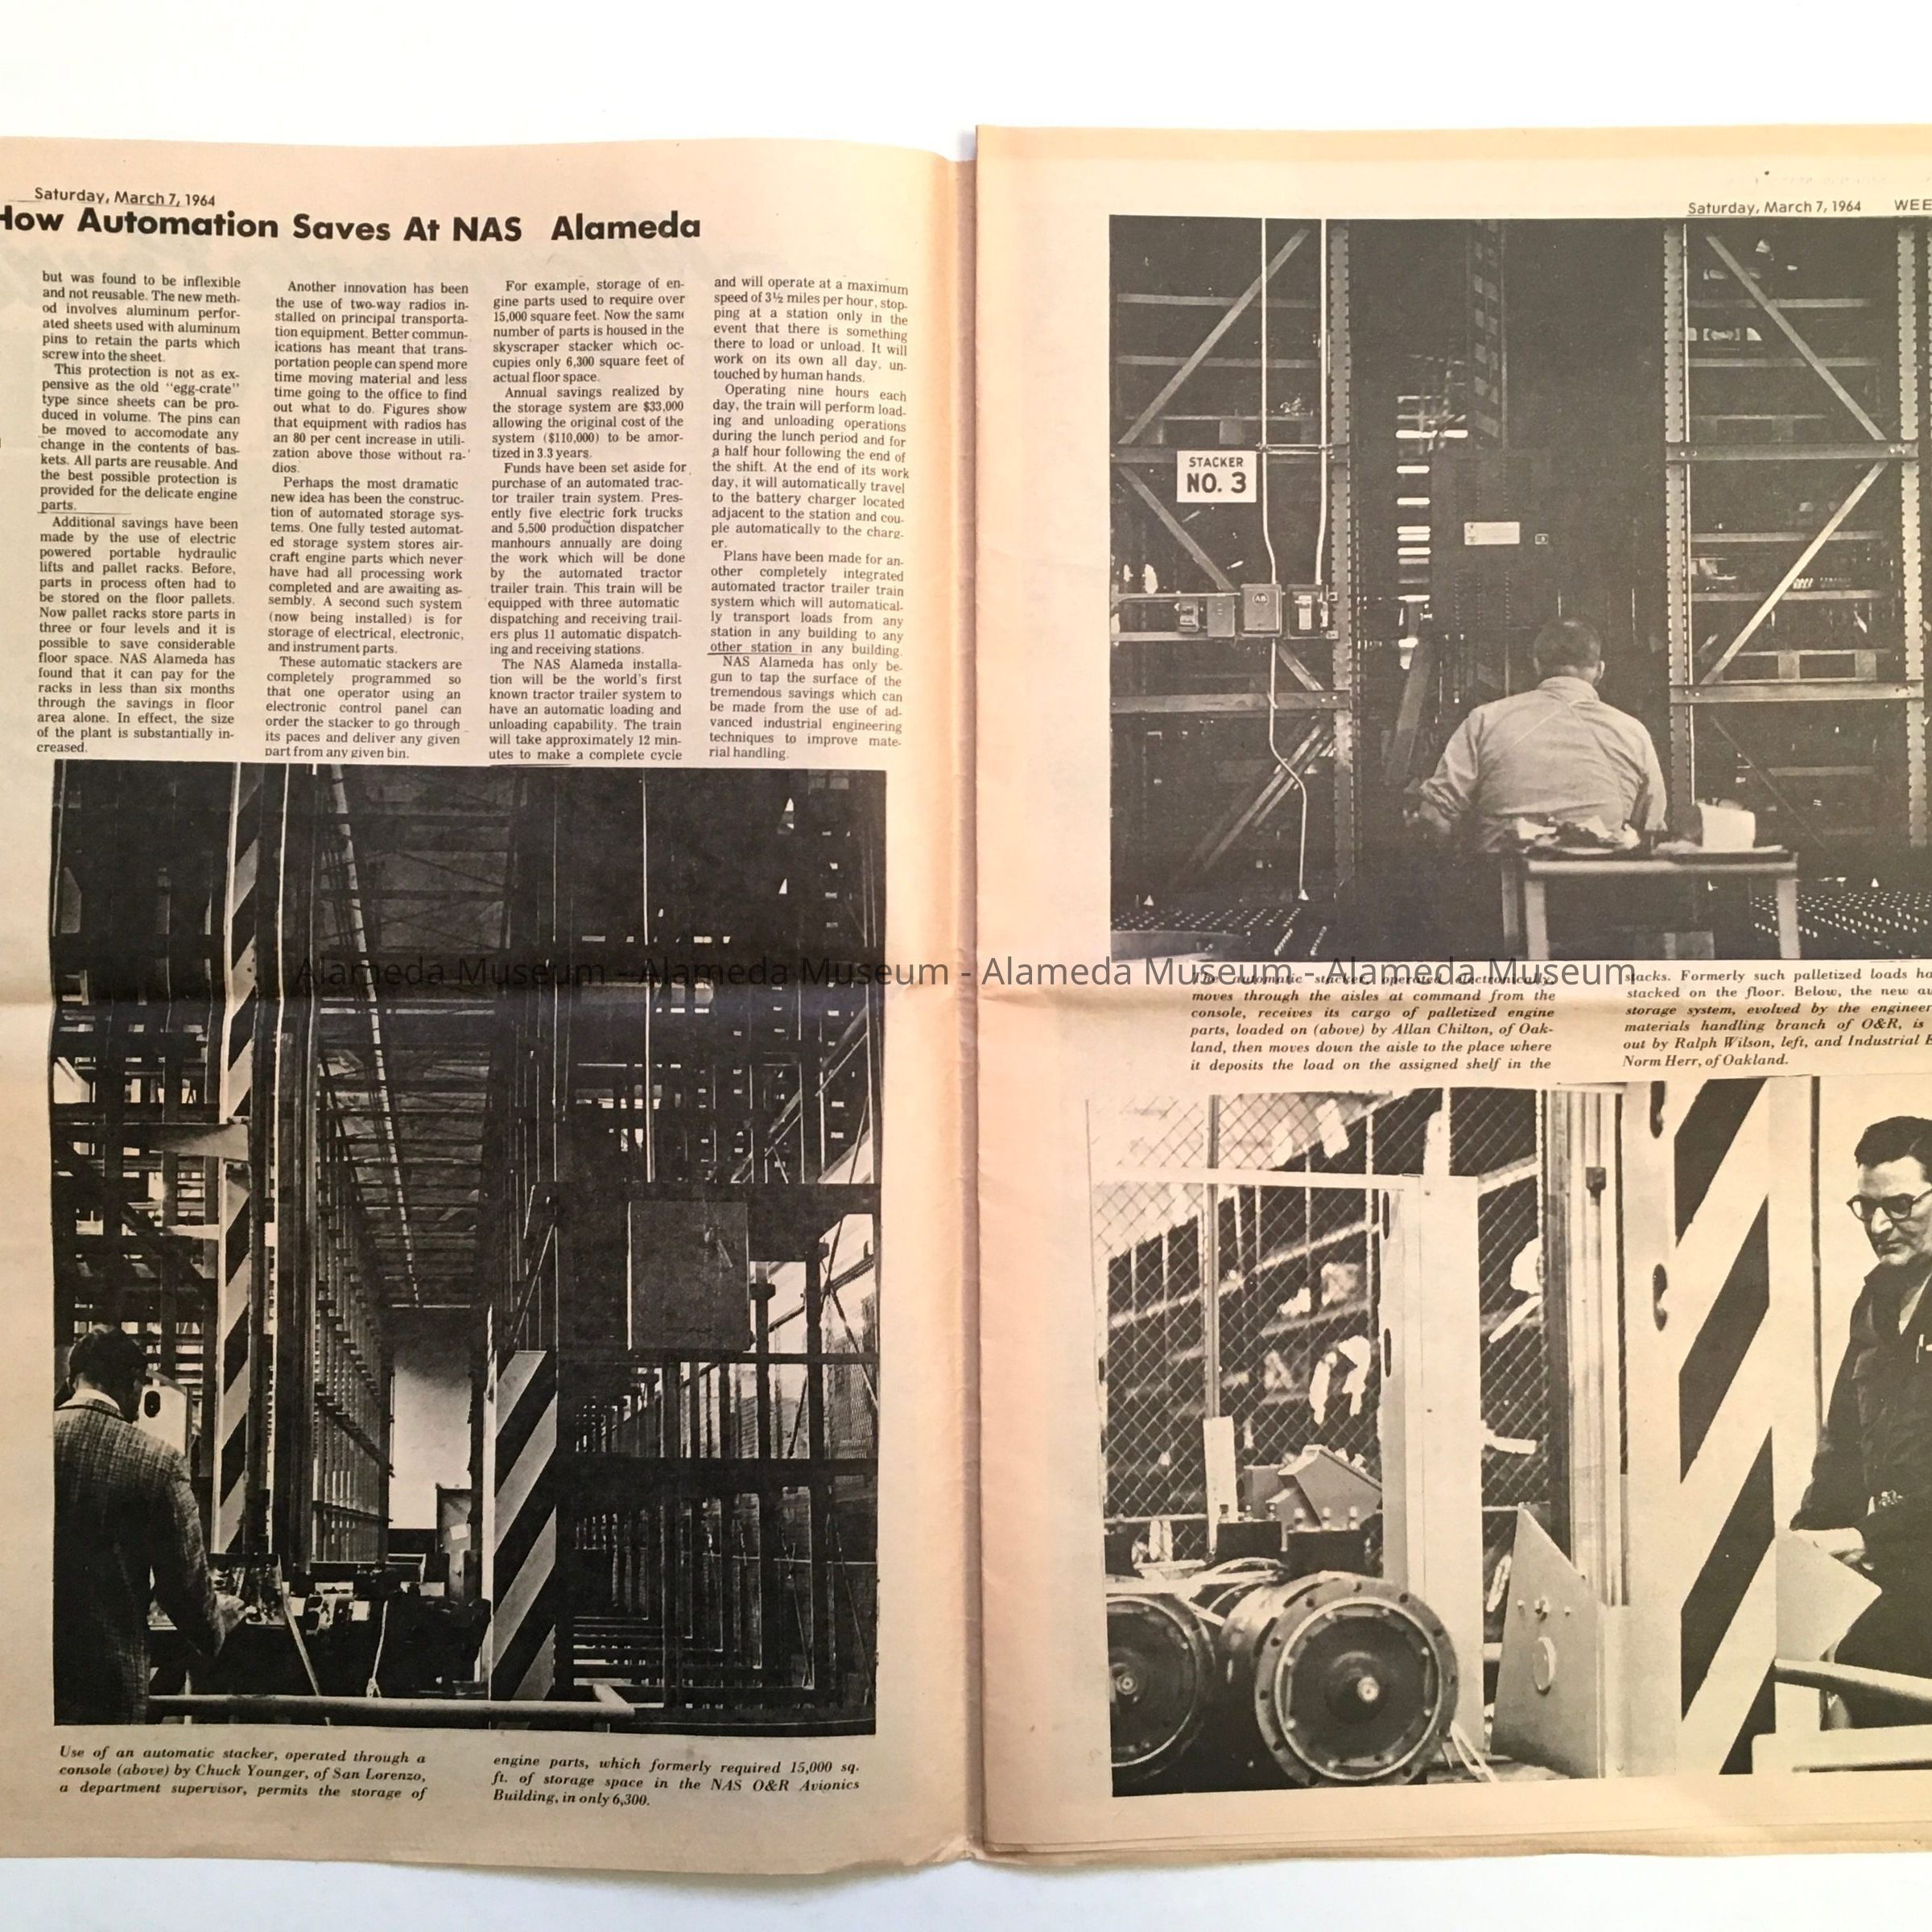 Saturday, March 7, 1964
How Automation Saves At NAS Alameda
but was found to be inflexible
and not reusable. The new meth-
od involves aluminum perfor-
ated sheets used with aluminum
pins to retain the parts which
screw into the sheet.
This protection is not as ex-
pensive as the old "egg-crate"
type since sheets can be pro-
duced in volume. The pins can
be moved to accomodate any
change in the contents of bas-
kets. All parts are reusable. And
the best possible protection is
provided for the delicate engine
parts.
Additional savings have been
made by the use of electric
powered portable hydraulic
lifts and pallet racks. Before,
parts in process often had to
be stored on the floor pallets.
Now pallet racks store parts in
three or four levels and it is
possible to save considerable
floor space. NAS Alameda has
found that it can pay for the
racks in less than six months
through the savings in floor
area alone. In effect, the size
of the plant is substantially in-
creased.
Another innovation has been
the use of two-way radios in-
stalled on principal transporta-
tion equipment. Better commun-
ications has meant that trans-
portation people can spend more
time moving material and less
time going to the office to find
out what to do. Figures show
that equipment with radios has
an 80 per cent increase in utili-
zation above those without ra-
dios.
Perhaps the most dramatic
new idea has been the construc-
tion of automated storage sys-
tems. One fully tested automat-
ed storage system stores air-
craft engine parts which never
have had all processing work
completed and are awaiting as-
sembly. A second such system
(now being installed) is for
storage of electrical, electronic,
and instrument parts.
These automatic stackers are
completely programmed so
that one operator using an
electronic control panel can
order the stacker to go through
its paces and deliver any given
part from any given bin.
For example, storage of en-
gine parts used to require over
15,000 square feet. Now the same
number of parts is housed in the
skyscraper stacker which oc-
cupies only 6,300 square feet of
actual floor space.
Annual savings realized by
the storage system are $33,000
allowing the original cost of the
system ($110,000) to be amor-
tized in 3.3 years.
Funds have been set aside for
purchase of an automated trac-
tor trailer train system. Pres-
ently five electric fork trucks
and 5,500 production dispatcher
manhours annually are doing
the work which will be done
by the automated tractor
trailer train. This train will be
equipped with three automatic
dispatching and receiving trail-
ers plus 11 automatic dispatch-
ing and receiving stations.
The NAS Alameda installa-
tion will be the world's first
known tractor trailer system to
have an automatic loading and
unloading capability. The train
will take approximately 12 min-
utes to make a complete cycle
and will operate at a maximum
speed of 3½ miles per hour, stop-
ping at a station only in the
event that there is something
there to load or unload. It will
work on its own all day, un-
touched by human hands.
Operating nine hours each
day, the train will perform load-
ing and unloading operations
during the lunch period and for
a half hour following the end of
the shift. At the end of its work
day, it will automatically travel
to the battery charger located
adjacent to the station and cou-
ple automatically to the charg-
er.
Plans have been made for an-
other completely integrated
automated tractor trailer train
system which will automatical-
ly transport loads from any
station in any building to any
other station in any building.
NAS Alameda has only be-
gun to tap the surface of the
tremendous savings which can
be made from the use of ad-
vanced industrial engineering
techniques to improve mate-
rial handling.
Use of an automatic stacker, operated through a
console (above) by Chuck Younger, of San Lorenzo,
a department supervisor, permits the storage of
engine parts, which formerly required 15,000 sq.
ft. of storage space in the NAS O&R Avionics
Building, in only 6,300.
Saturday, March 7, 1964 WEE
STACKER
NO. 3
AB
Alameda Museum - Alameda Museum - Alameda Museum - Alameda Museum
The automatic stacker, operated electronically,
moves through the aisles at command from the
console, receives its cargo of palletized engine
parts, loaded on (above) by Allan Chilton, of Oak-
land, then moves down the aisle to the place where
it deposits the load on the assigned shelf in the
stacks. Formerly such palletized loads ha
stacked on the floor. Below, the new au
storage system, evolved by the engineer
materials handling branch of O&R, is
out by Ralph Wilson, left, and Industrial E
Norm Herr, of Oakland.